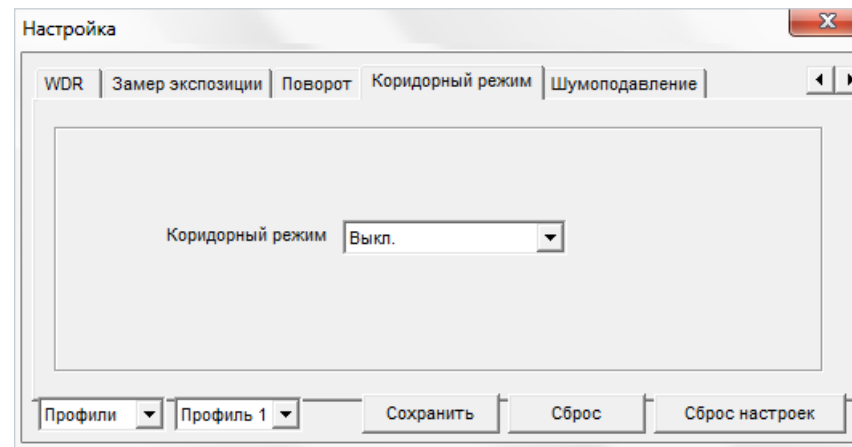 Настройка
WDR Замер экспозиции Поворот Коридорный режим Шумоподавление
Коридорный режим Выкл.
Профили Профиль 1 Сохранить Сброс Сброс настроек